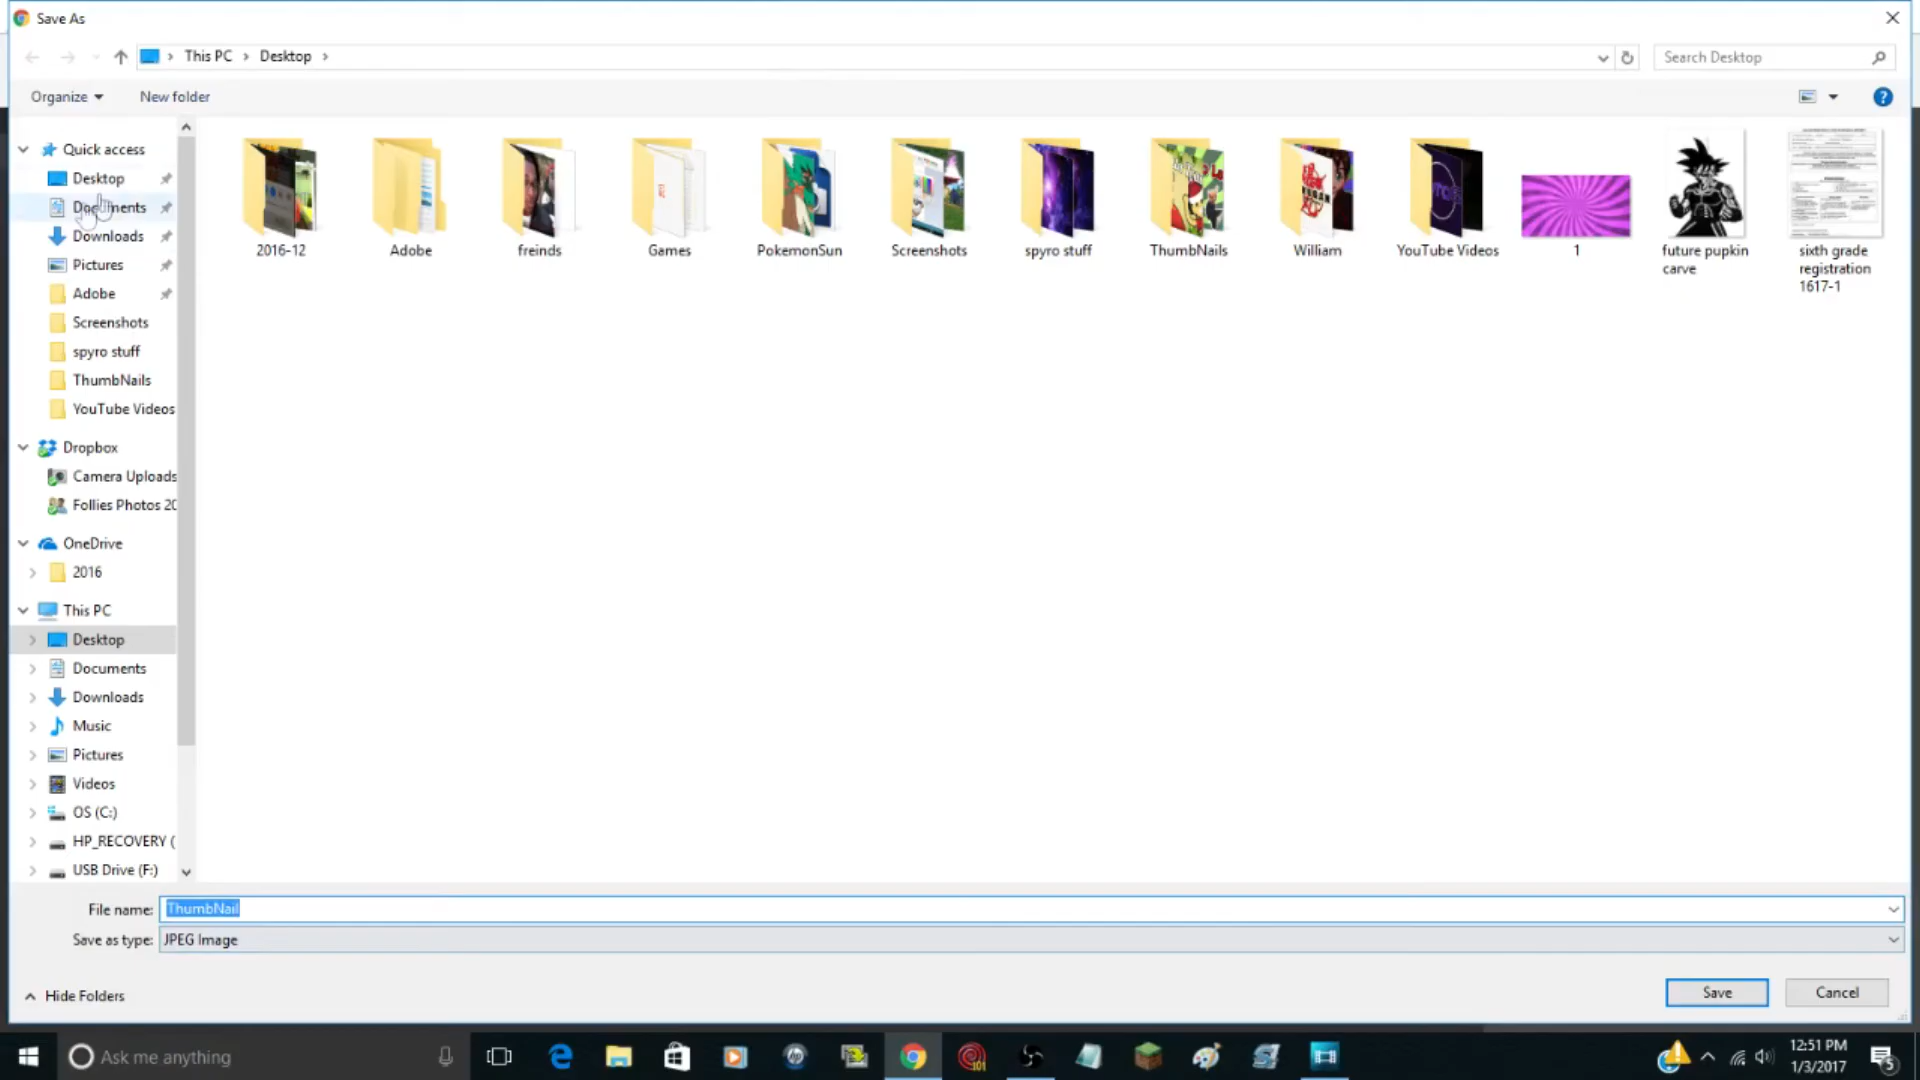 Save As
This PC
Desktop
Search Desktop
Organize
New folder
?
Quick access
Desktop
Documents
Downloads
Pictures
Adobe
Screenshots
spyro stuff
ThumbNails
YouTube Videos
Dropbox
Camera Uploads
Follies Photos 20
OneDrive
2016
This PC
Desktop
Documents
Downloads
Music
Pictures
Videos
OS (C:)
HP_RECOVERY (
USB Drive (F:)
2016-12
Adobe
freinds
Games
PokemonSun
Screenshots
spyro stuff
ThumbNails
William
YouTube Videos
1
future pupkin
carve
sixth grade
registration
1617-1
File name:
ThumbNail
Save as type:
JPEG Image
Hide Folders
Save
Cancel
Ask me anything
101
12:51 PM
1/3/2017
5